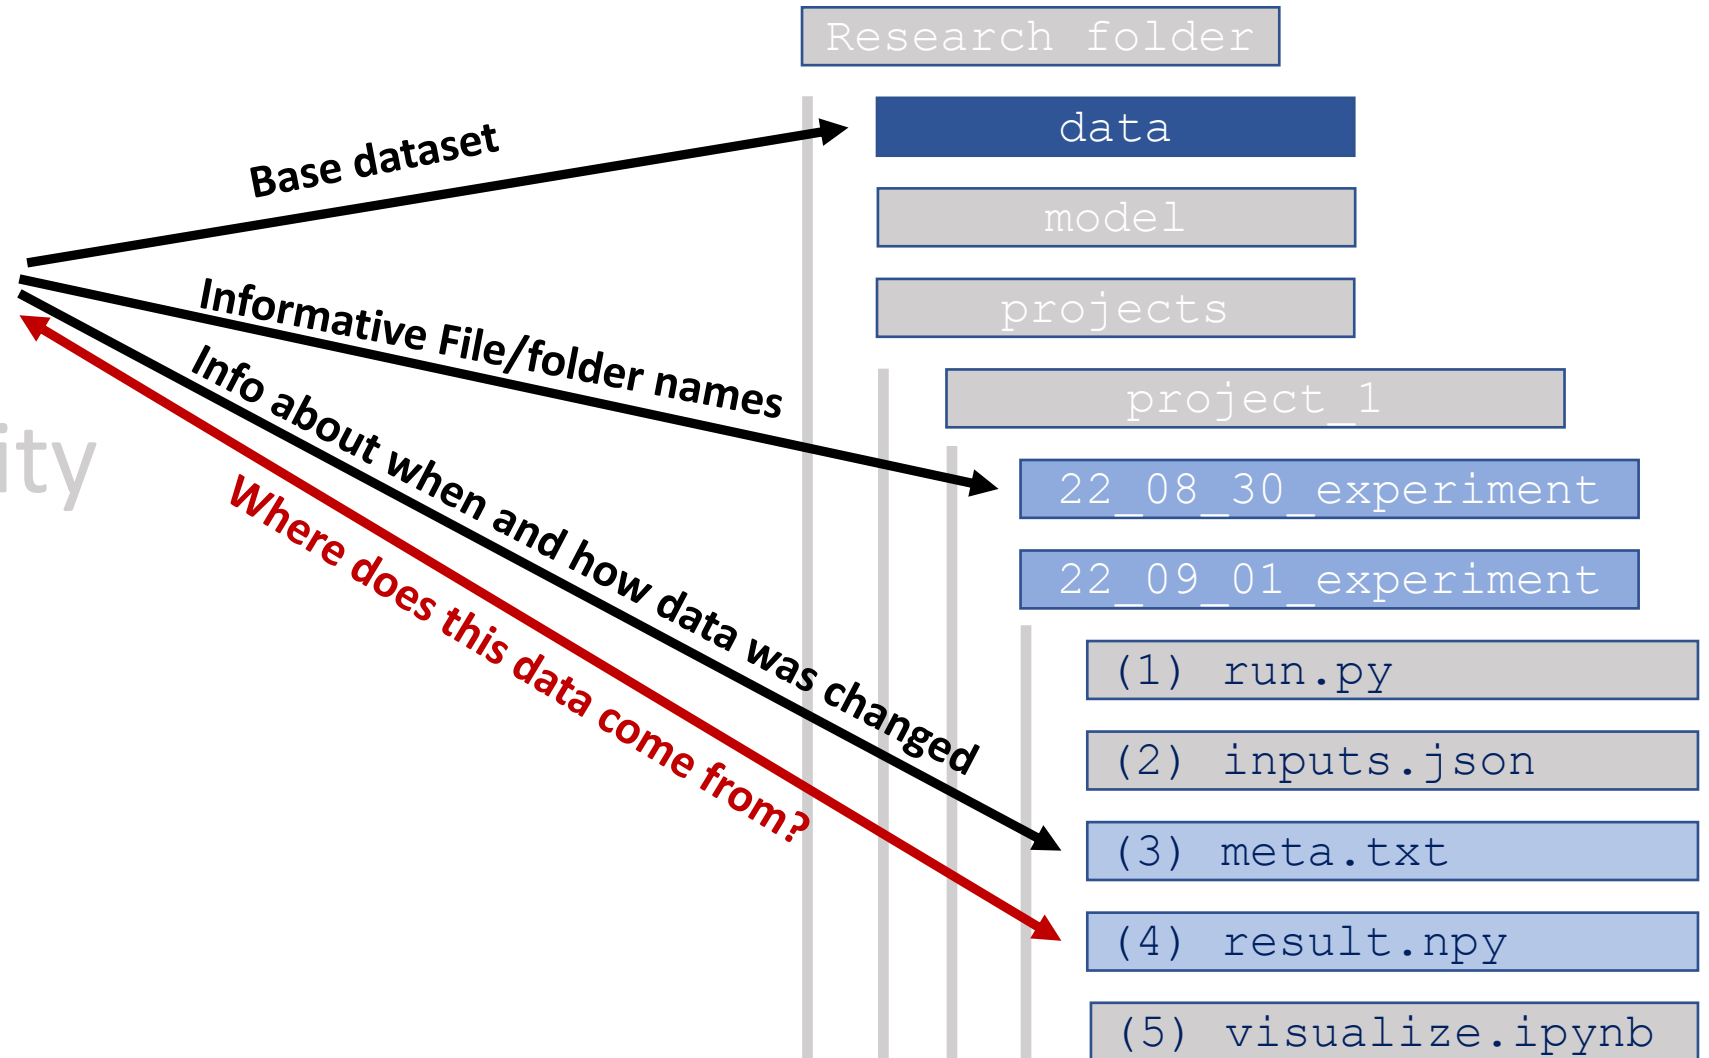 Research folder
data
model
projects
project_1
22_08_30_experiment
22_09_01_experiment
(1) run.py
(2) inputs.json
(3) meta.txt
(4) result.npy
(5) visualize.ipynb
Base dataset
Informative File/folder names
Info about when and how data was changed
Where does this data come from?
ity